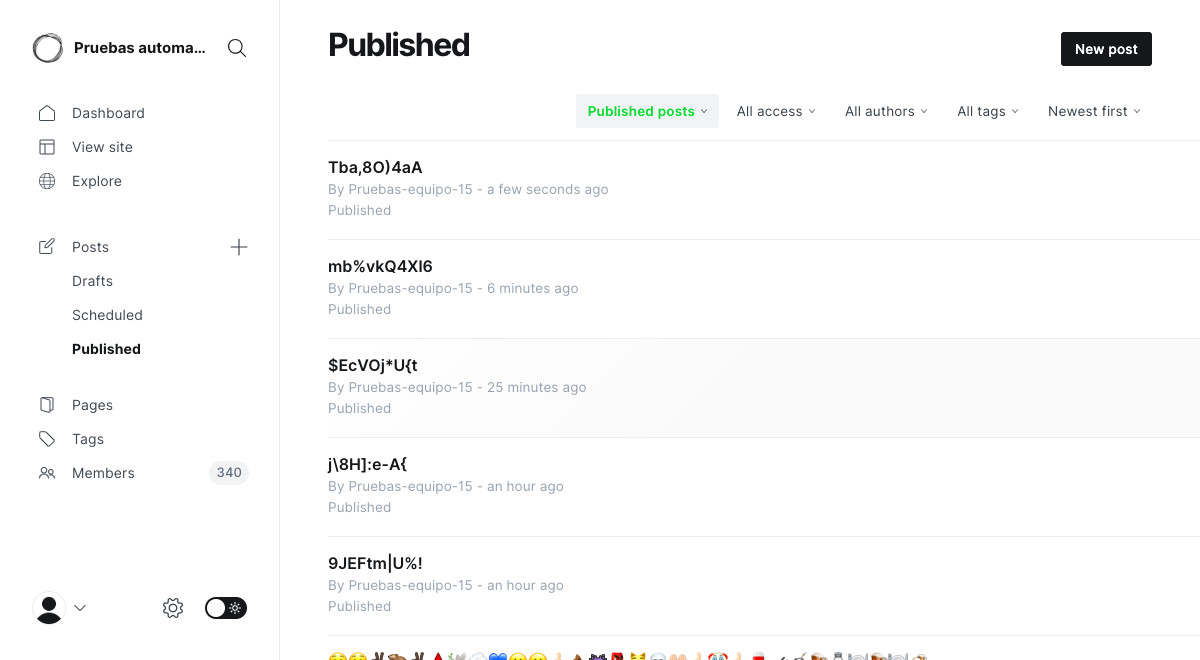 Pruebas automa...
Dashboard
View site
Explore
Posts
Drafts
Scheduled
Published
Pages
Tags
Members 340
Published
New post
Published posts All access All authors All tags Newest first
Tba,8O)4aA
By Pruebas-equipo-15 - a few seconds ago
Published
mb%vkQ4XI6
By Pruebas-equipo-15 - 6 minutes ago
Published
$EcVOj*U{t
By Pruebas-equipo-15 - 25 minutes ago
Published
j\8H]:e-A{
By Pruebas-equipo-15 - an hour ago
Published
9JEFtm|U%!
By Pruebas-equipo-15 - an hour ago
Published